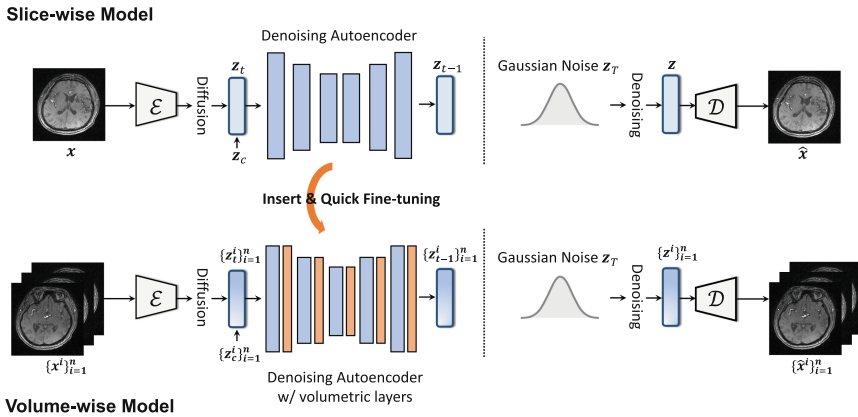 Slice-wise Model
Denoising Autoencoder
x
ℰ
Diffusion
z_t
z_c
z_{t−1}
Gaussian Noise z_T
Denoising
z
𝒟
x̂
Insert & Quick Fine-tuning
{x^i}_{i=1}^n
ℰ
Diffusion
{z_t^i}_{i=1}^n
{z_c^i}_{i=1}^n
{z_{t−1}^i}_{i=1}^n
Denoising Autoencoder
w/ volumetric layers
Gaussian Noise z_T
Denoising
{z^i}_{i=1}^n
𝒟
{x̂^i}_{i=1}^n
Volume-wise Model